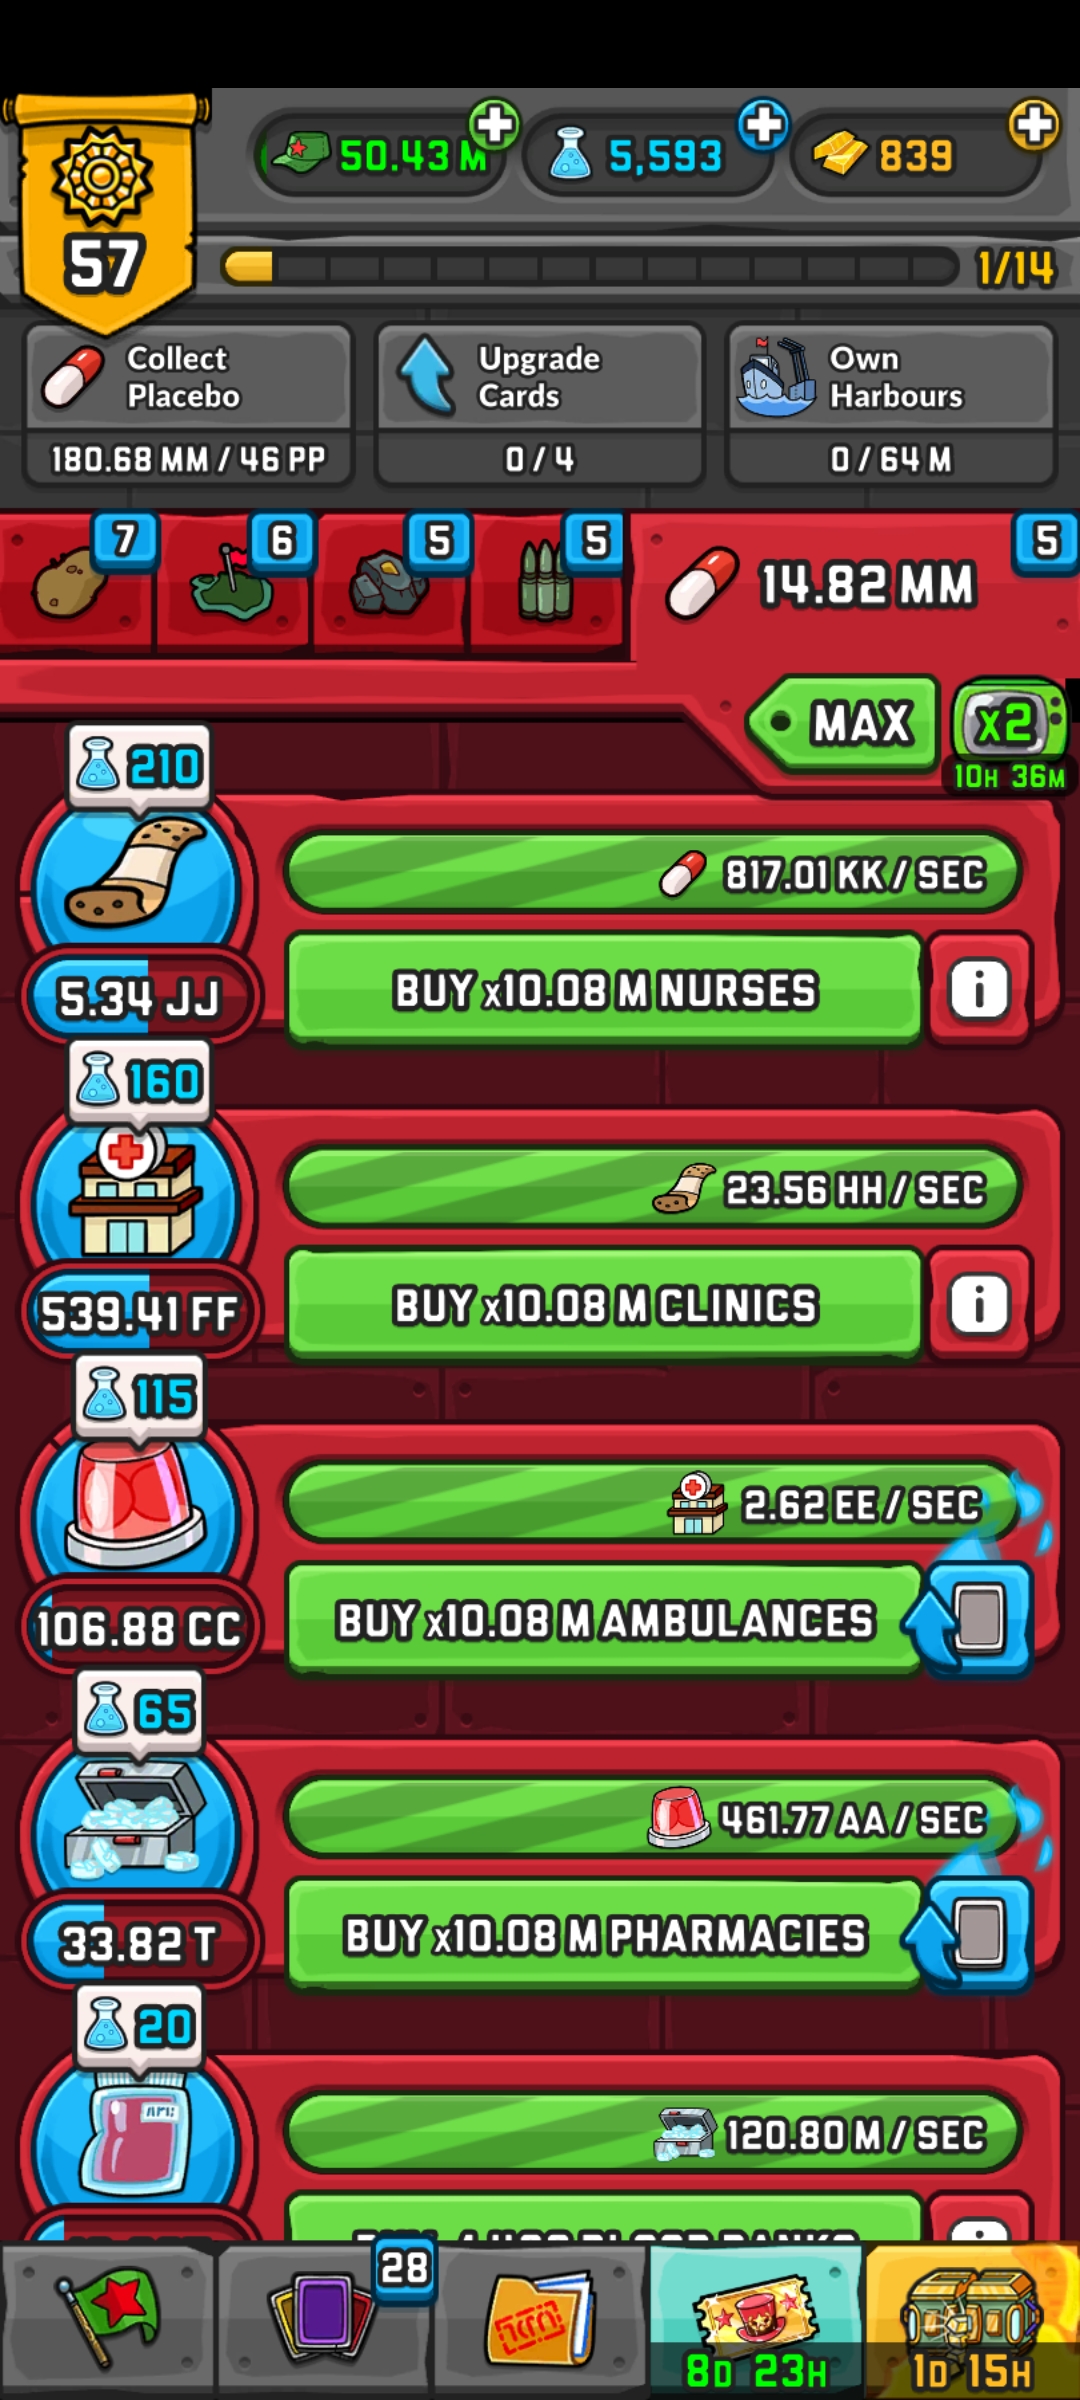 50.43 M
5,593
839
57
1/14
Collect
Placebo
180.68 MM / 46 PP
Upgrade
Cards
0 / 4
Own
Harbours
0 / 64 M
7
6
5
5
14.82 MM
5
MAX
x2
10H 36M
210
817.01 KK / SEC
5.34 JJ
BUY x10.08 M NURSES
i
160
23.56 HH / SEC
539.41 FF
BUY x10.08 M CLINICS
i
115
2.62 EE / SEC
106.88 CC
BUY x10.08 M AMBULANCES
65
461.77 AA / SEC
33.82 T
BUY x10.08 M PHARMACIES
20
120.80 M / SEC
28
8D 23H
1D 15H